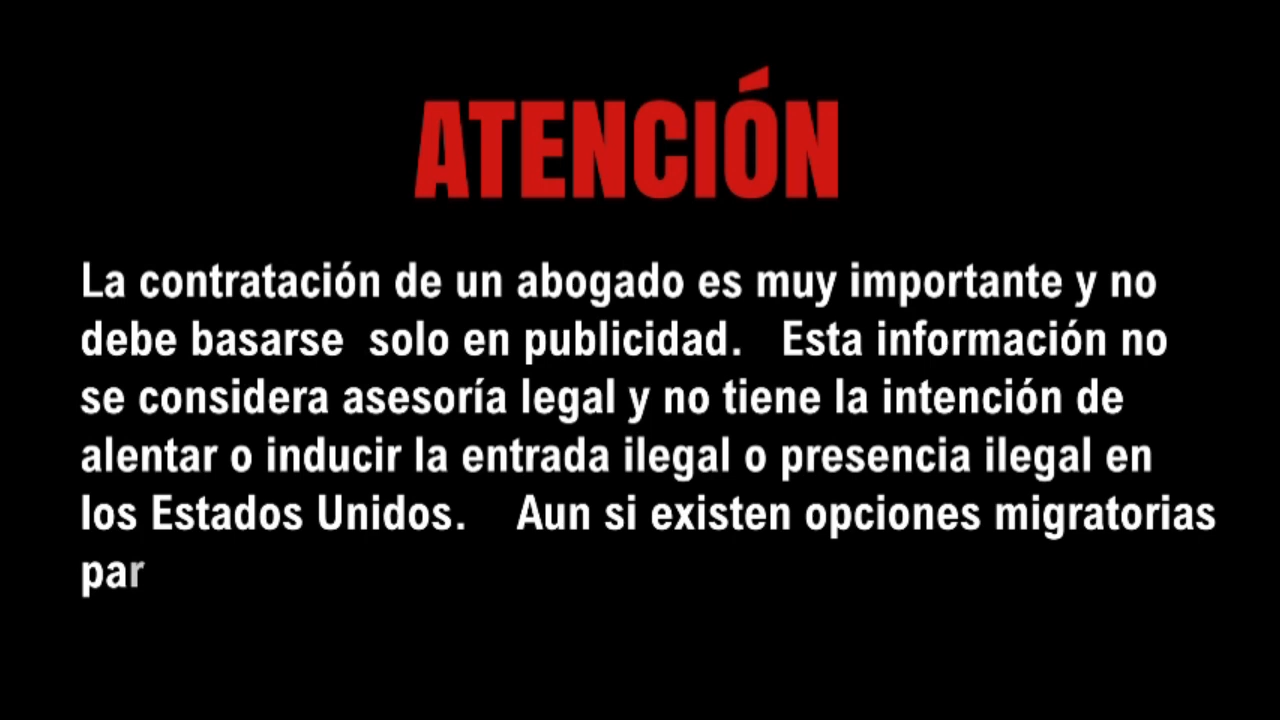 ATENCIÓN
La contratación de un abogado es muy importante y no
debe basarse  solo en publicidad.   Esta información no
se considera asesoría legal y no tiene la intención de
alentar o inducir la entrada ilegal o presencia ilegal en
los Estados Unidos.    Aun si existen opciones migratorias
par